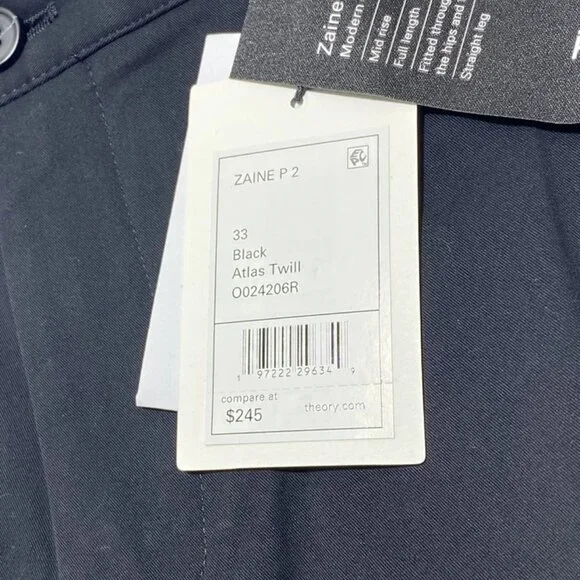 Zaine
Modern
Mid rise
Full length
Fitted throug
the hips and
Straight leg
ZAINE P 2
33
Black
Atlas Twill
O024206R
1 97222 29634 9
compare at
$245
theory.com